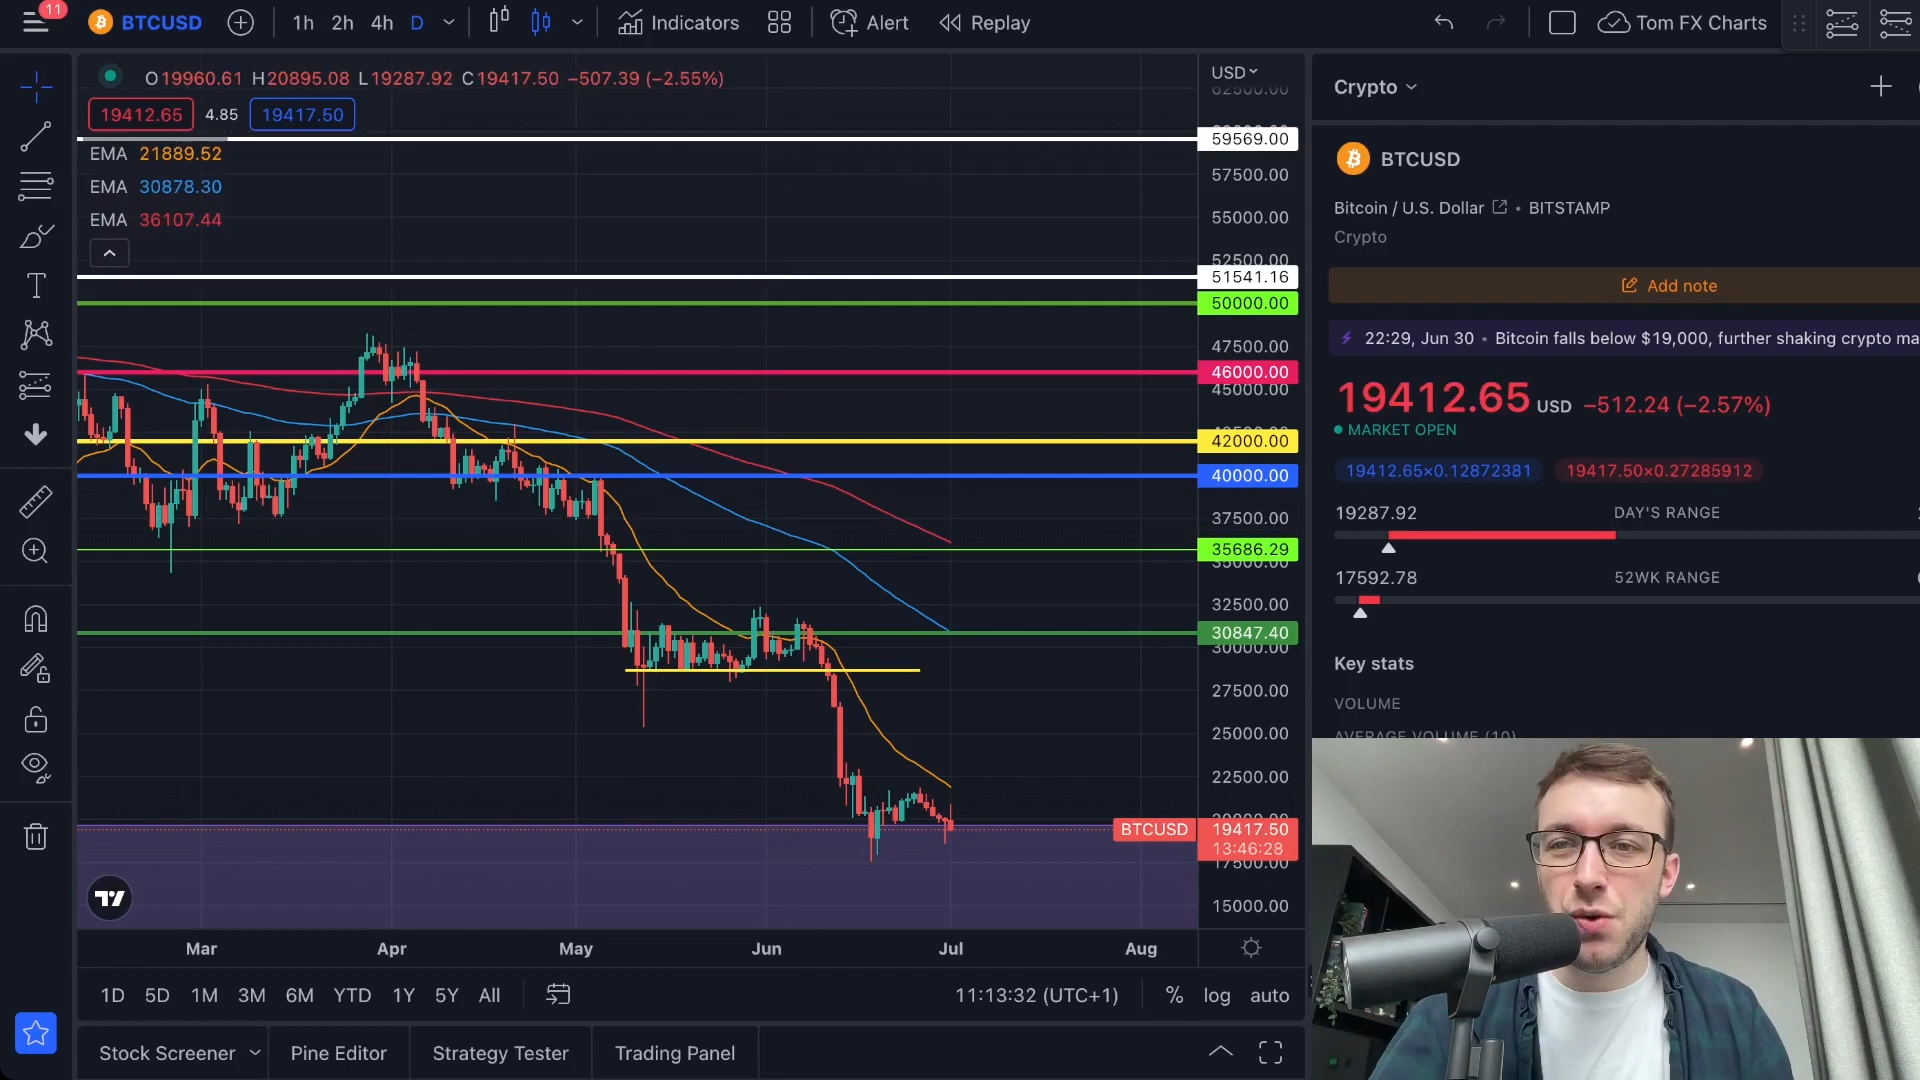 11
BTCUSD
1h 2h 4h D
Indicators
Alert
Replay
Tom FX Charts
O19960.61 H20895.08 L19287.92 C19417.50 −507.39 (−2.55%)
19412.65 4.85 19417.50
EMA 21889.52
EMA 30878.30
EMA 36107.44
USD
62500.00
59569.00
57500.00
55000.00
52500.00
51541.16
50000.00
47500.00
46000.00
45000.00
42000.00
40000.00
37500.00
35686.29
35000.00
32500.00
30847.40
30000.00
27500.00
25000.00
22500.00
BTCUSD 19417.50
13:46:28
17500.00
15000.00
Mar Apr May Jun Jul Aug
1D 5D 1M 3M 6M YTD 1Y 5Y All
11:13:32 (UTC+1) % log auto
Stock Screener Pine Editor Strategy Tester Trading Panel
Crypto
BTCUSD
Bitcoin / U.S. Dollar • BITSTAMP
Crypto
Add note
22:29, Jun 30 • Bitcoin falls below $19,000, further shaking crypto ma
19412.65 USD −512.24 (−2.57%)
MARKET OPEN
19412.65×0.12872381 19417.50×0.27285912
19287.92 DAY'S RANGE
17592.78 52WK RANGE
Key stats
VOLUME
AVERAGE VOLUME (10)